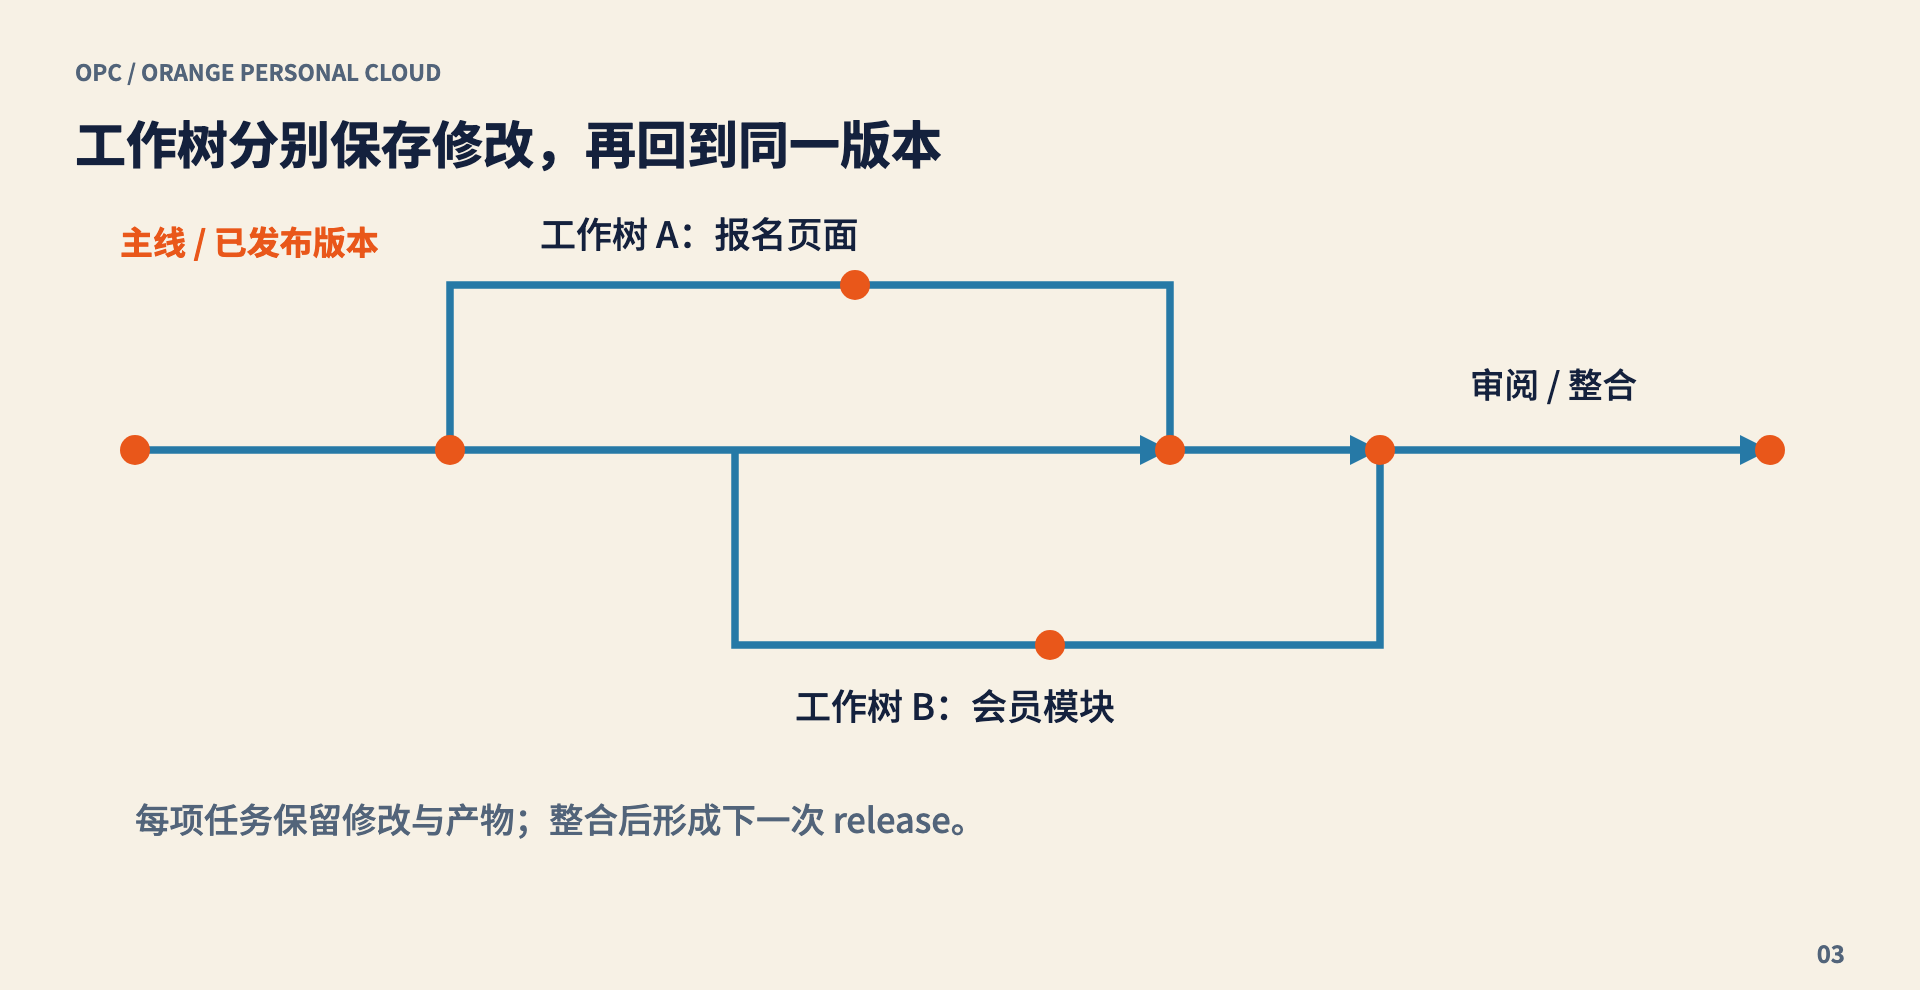 OPC / ORANGE PERSONAL CLOUD
工作树分别保存修改，再回到同一版本
主线 / 已发布版本
工作树 A：报名页面
审阅 / 整合
工作树 B：会员模块
每项任务保留修改与产物；整合后形成下一次 release。
03